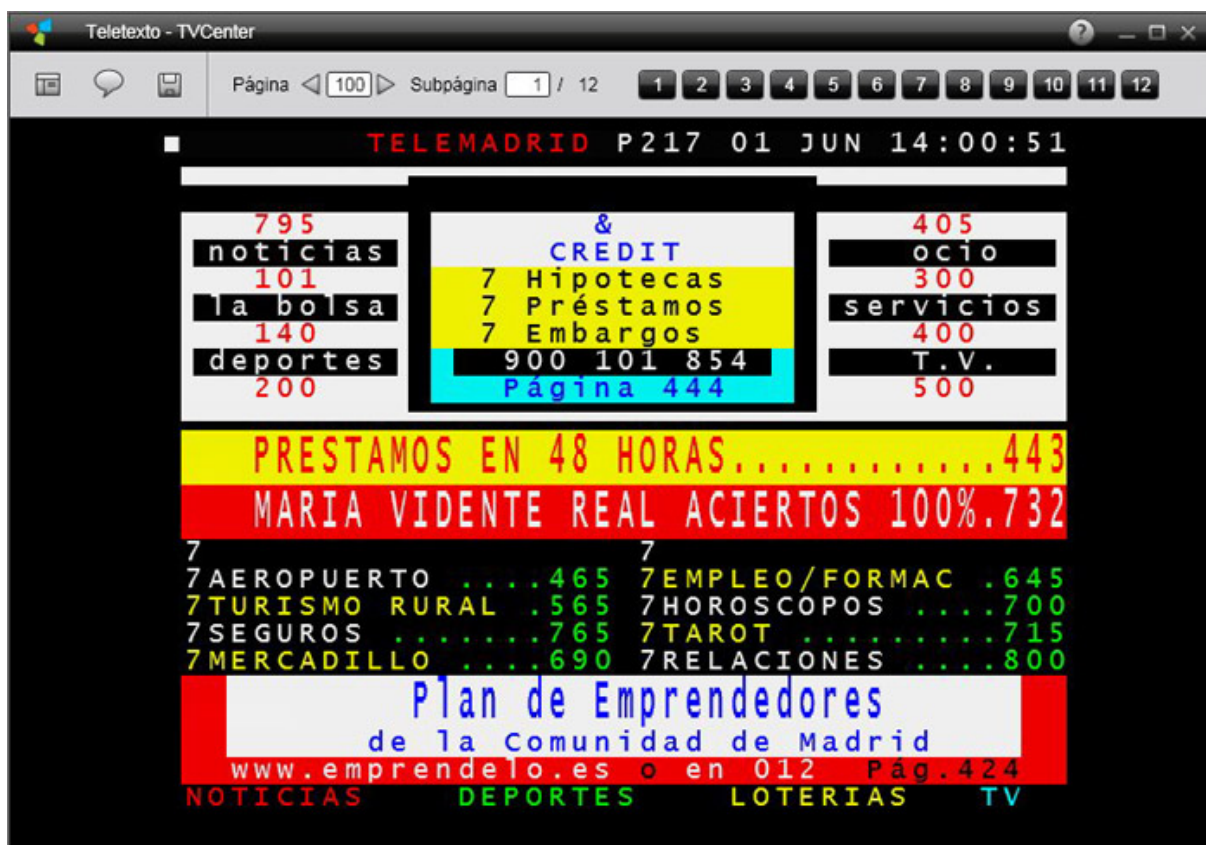 Teletexto - TVCenter
?
Página 100 Subpágina 1 / 12 1 2 3 4 5 6 7 8 9 10 11 12
TELEMADRID P217 01 JUN 14:00:51
795 & 405
noticias CREDIT ocio
101 7 Hipotecas 300
la bolsa 7 Préstamos servicios
140 7 Embargos 400
deportes 900 101 854 T.V.
200 Página 444 500
PRESTAMOS EN 48 HORAS............443
MARIA VIDENTE REAL ACIERTOS 100%.732
7 7
7AEROPUERTO ....465 7EMPLEO/FORMAC .645
7TURISMO RURAL .565 7HOROSCOPOS ....700
7SEGUROS .......765 7TAROT .........715
7MERCADILLO ....690 7RELACIONES ....800
Plan de Emprendedores
de la Comunidad de Madrid
www.emprendelo.es o en 012 Pág.424
NOTICIAS DEPORTES LOTERIAS TV